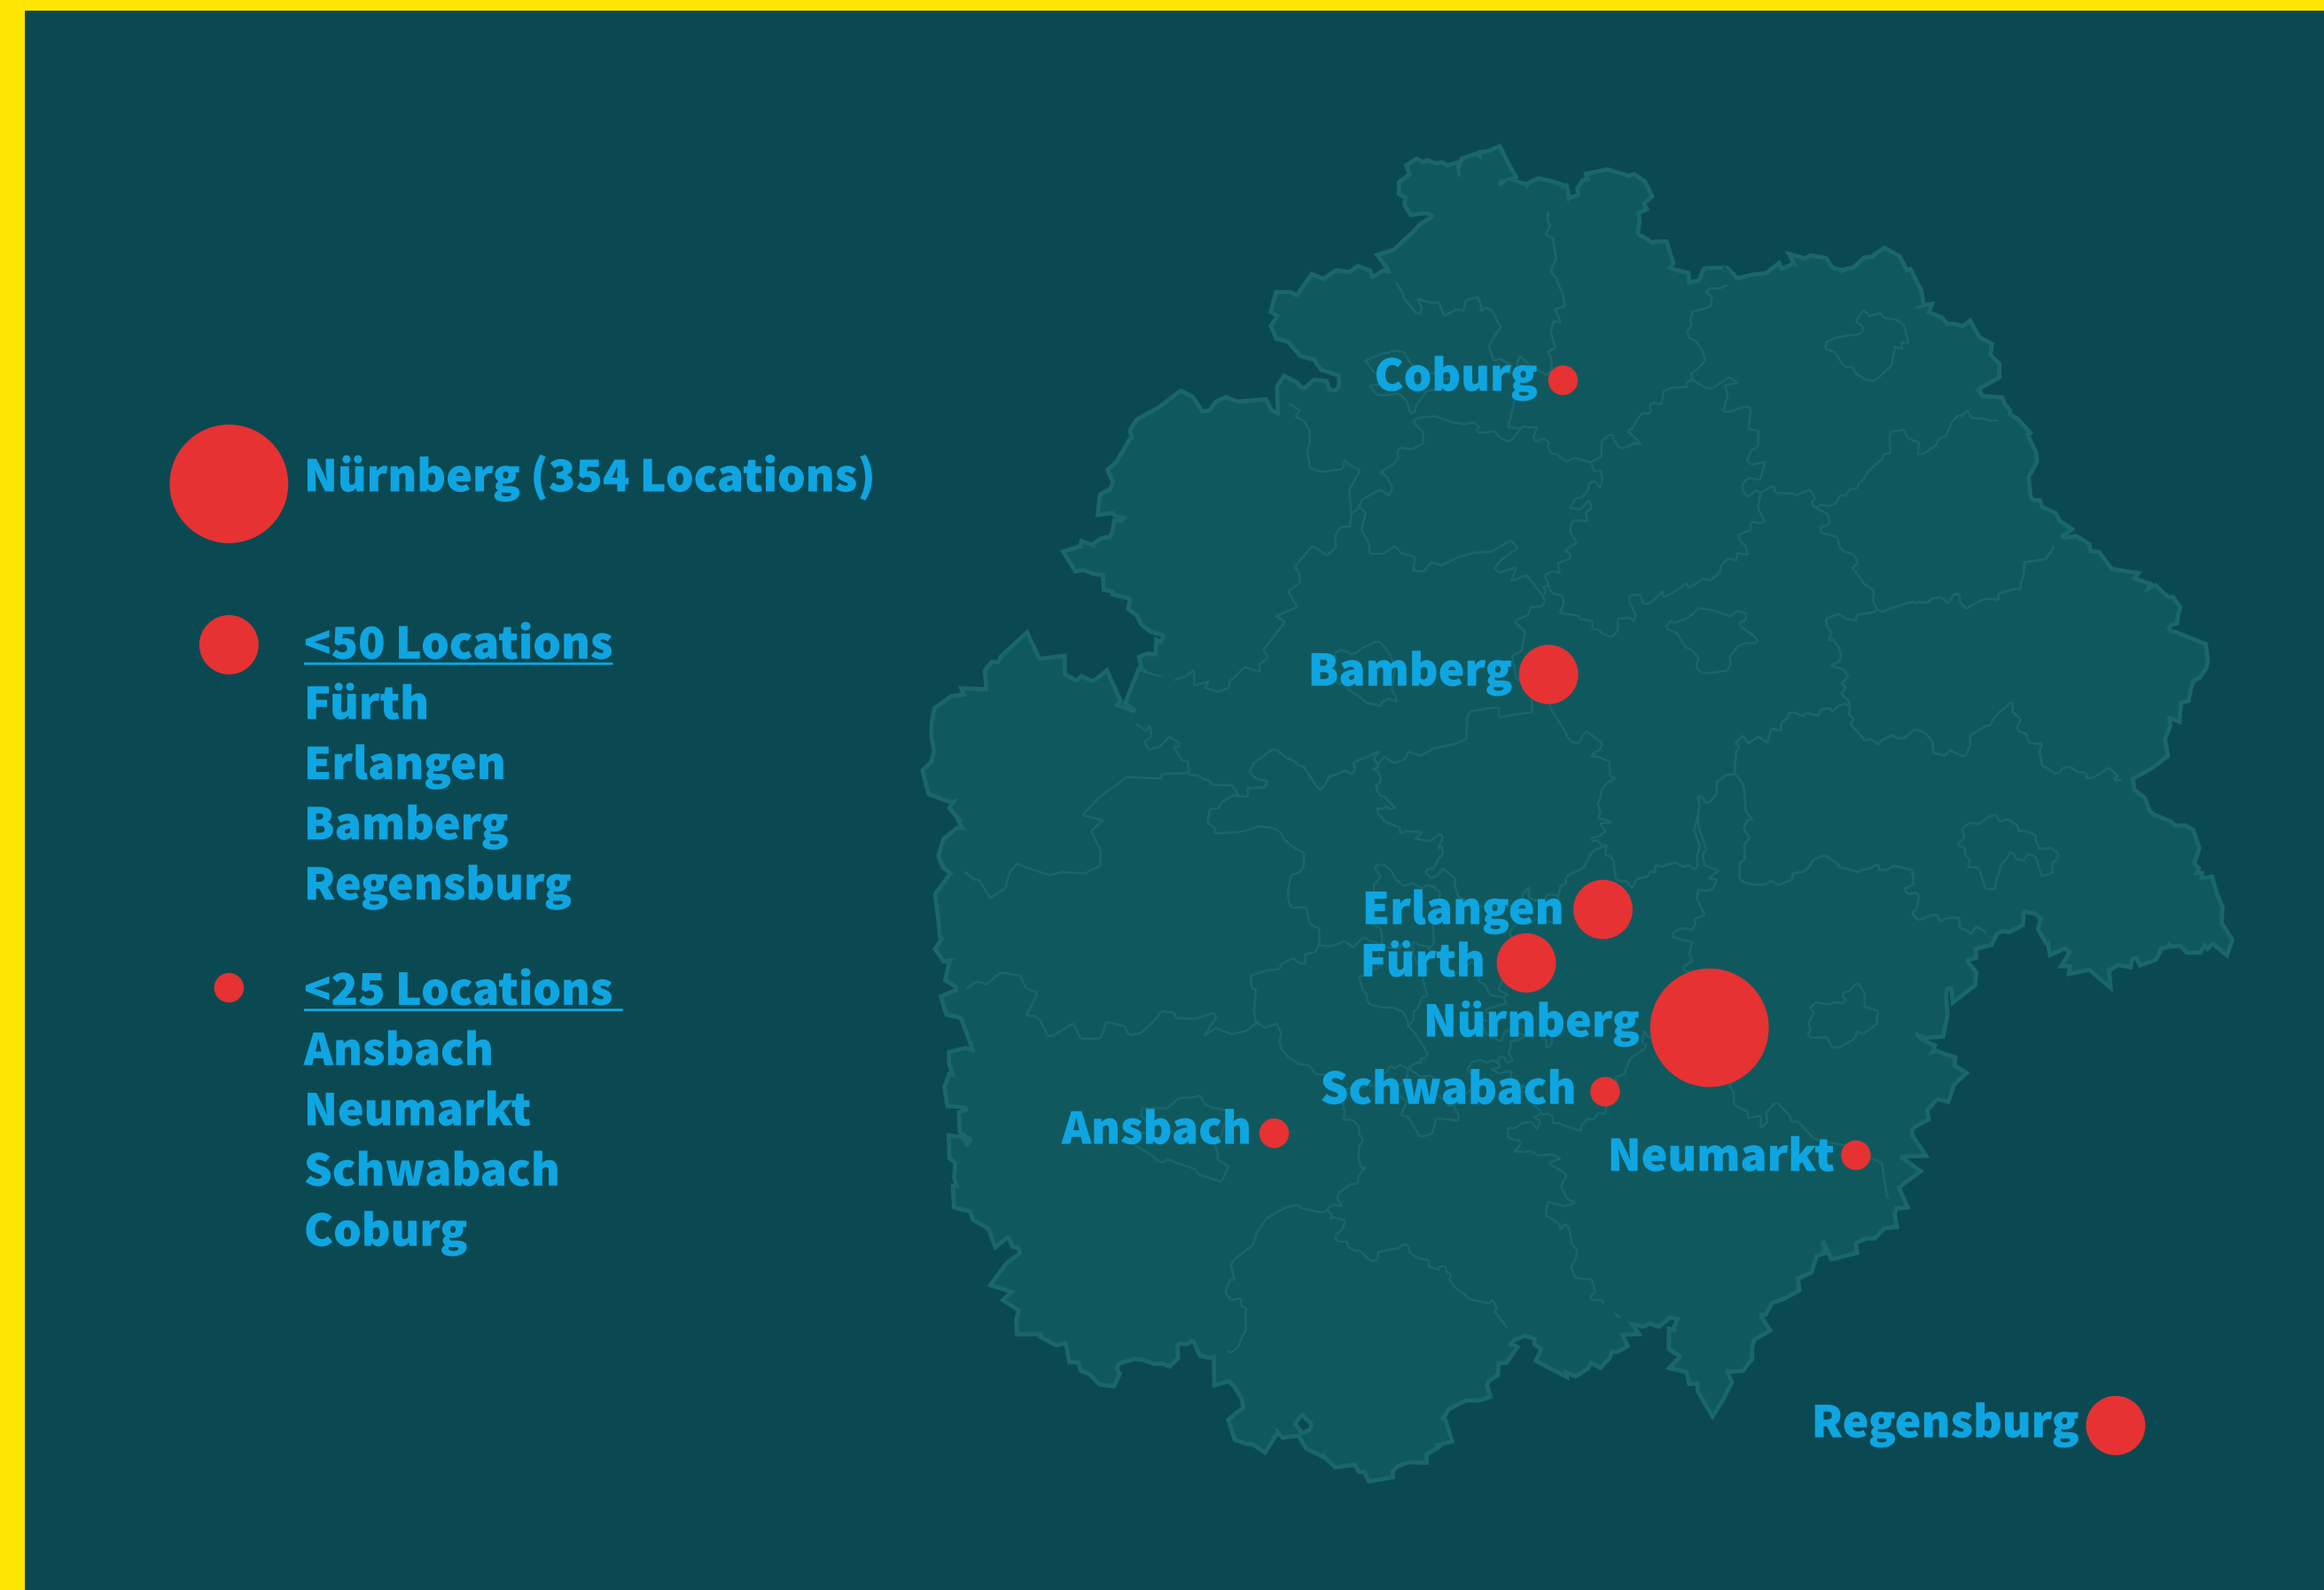 Nürnberg (354 Locations)
<50 Locations
Fürth
Erlangen
Bamberg
Regensburg
<25 Locations
Ansbach
Neumarkt
Schwabach
Coburg
Coburg
Bamberg
Erlangen
Fürth
Nürnberg
Schwabach
Ansbach
Neumarkt
Regensburg